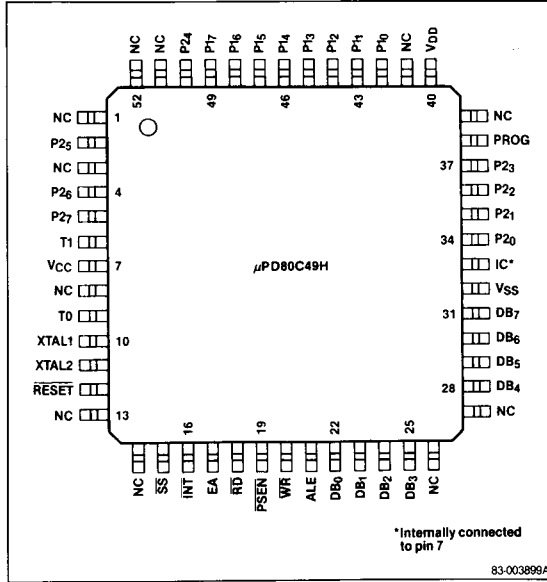 NC NC P24 P17 P16 P15 P14 P13 P12 P11 P10 NC VDD
52 49 46 43 40
NC 1
P25
NC
P26 4
P27
T1
VCC 7
NC
T0
XTAL1 10
XTAL2
RESET
NC 13
μPD80C49H
NC
PROG
37 P23
P22
P21
34 P20
IC*
VSS
31 DB7
DB6
DB5
28 DB4
NC
16 19 22 25
NC SS INT EA RD PSEN WR ALE DB0 DB1 DB2 DB3 NC
*Internally connected
to pin 7
83-003899A